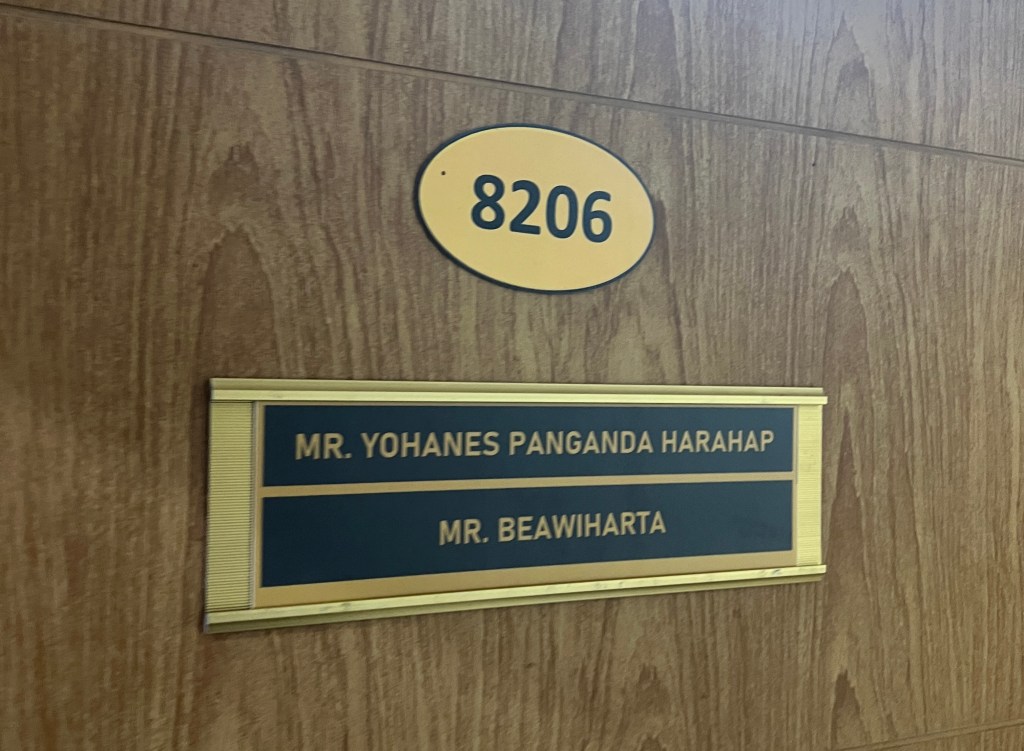 8206
MR. YOHANES PANGANDA HARAHAP
MR. BEAWIHARTA